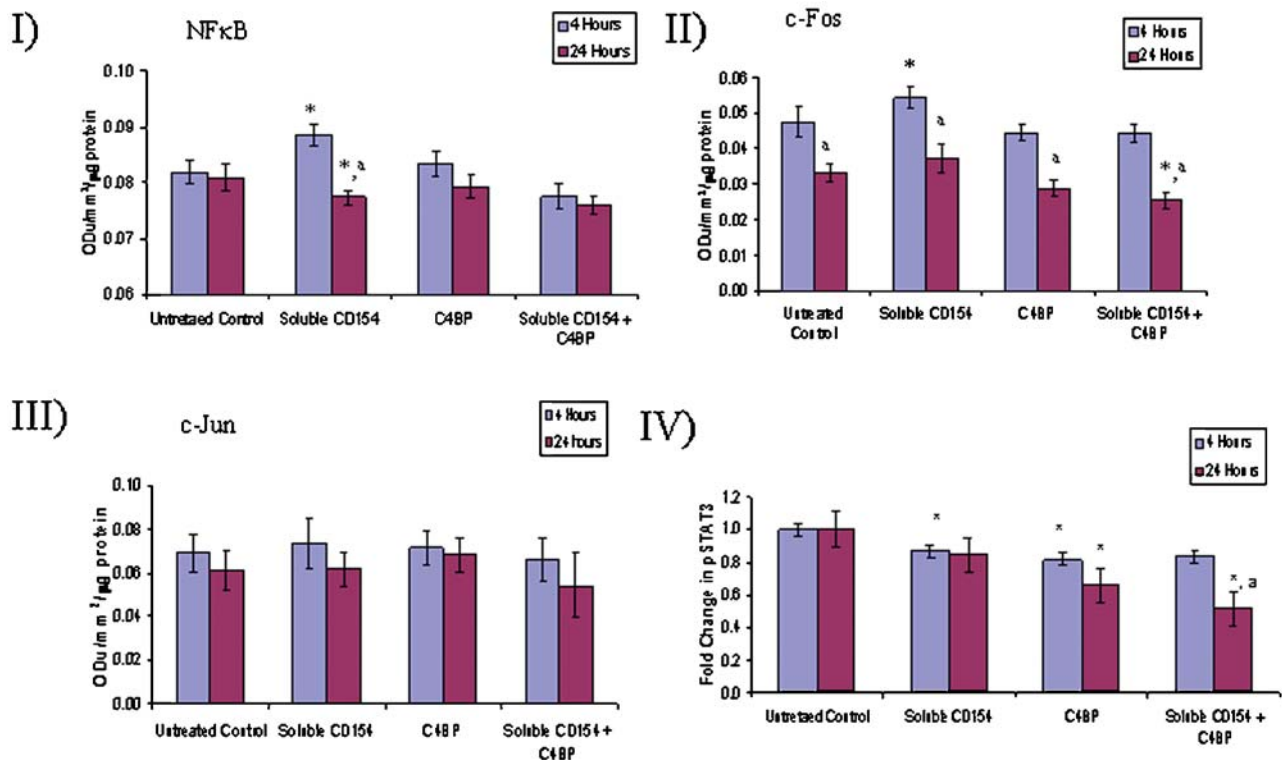 I)
NFκB
4 Hours
24 Hours
0.10
0.09
0.08
0.07
0.06
ODu/mm²/µg protein
*
*, a
Untretaed Control
Soluble CD154
C4BP
Soluble CD154 +
C4BP
II)
c-Fos
4 Hours
24 Hours
0.06
0.05
0.04
0.03
0.02
0.01
0.00
ODu/mm²/µg protein
a
*
a
a
*, a
Untreated
Control
Soluble CD154
C4BP
Soluble CD154 +
C4BP
III)
c-Jun
4 Hours
24 hours
0.10
0.08
0.06
0.04
0.02
0.00
ODu/mm²/µg protein
Untreated Control
Soluble CD154
C4BP
Soluble CD154 +
C4BP
IV)
4 Hours
24 Hours
1.2
1.0
0.8
0.6
0.4
0.2
0.0
Fold Change in pSTAT3
*
*
*
*, a
Untretaed Control
Soluble CD154
C4BP
Soluble CD154 +
C4BP